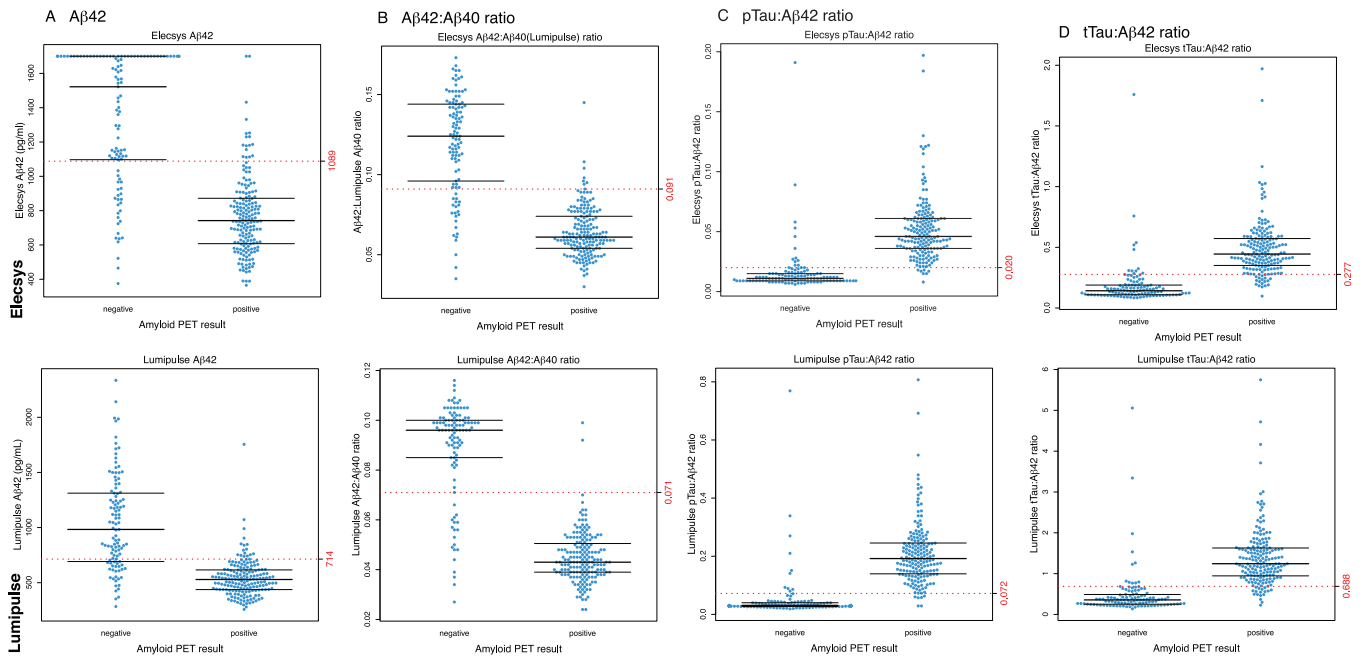 A Aβ42
Elecsys Aβ42
Elecsys Aβ42 (pg/ml)
400 600 800 1000 1200 1400 1600
1089
negative positive
Amyloid PET result
B Aβ42:Aβ40 ratio
Elecsys Aβ42:Aβ40(Lumipulse) ratio
Aβ42:Lumipulse Aβ40 ratio
0.05 0.10 0.15
0.091
negative positive
Amyloid PET result
C pTau:Aβ42 ratio
Elecsys pTau:Aβ42 ratio
Elecsys pTau:Aβ42 ratio
0.00 0.05 0.10 0.15 0.20
0.020
negative positive
Amyloid PET result
D tTau:Aβ42 ratio
Elecsys tTau:Aβ42 ratio
Elecsys tTau:Aβ42 ratio
0.0 0.5 1.0 1.5 2.0
0.277
negative positive
Amyloid PET result
Elecsys
Lumipulse Aβ42
Lumipulse Aβ42 (pg/mL)
500 1000 1500 2000
714
negative positive
Amyloid PET result
Lumipulse Aβ42:Aβ40 ratio
Lumipulse Aβ42:Aβ40 ratio
0.02 0.04 0.06 0.08 0.10 0.12
0.071
negative positive
Amyloid PET result
Lumipulse pTau:Aβ42 ratio
Lumipulse pTau:Aβ42 ratio
0.0 0.2 0.4 0.6 0.8
0.072
negative positive
Amyloid PET result
Lumipulse tTau:Aβ42 ratio
Lumipulse tTau:Aβ42 ratio
0 1 2 3 4 5 6
0.688
negative positive
Amyloid PET result
Lumipulse